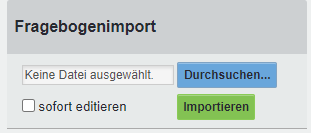 Fragebogenimport
Keine Datei ausgewählt. Durchsuchen...
sofort editieren Importieren